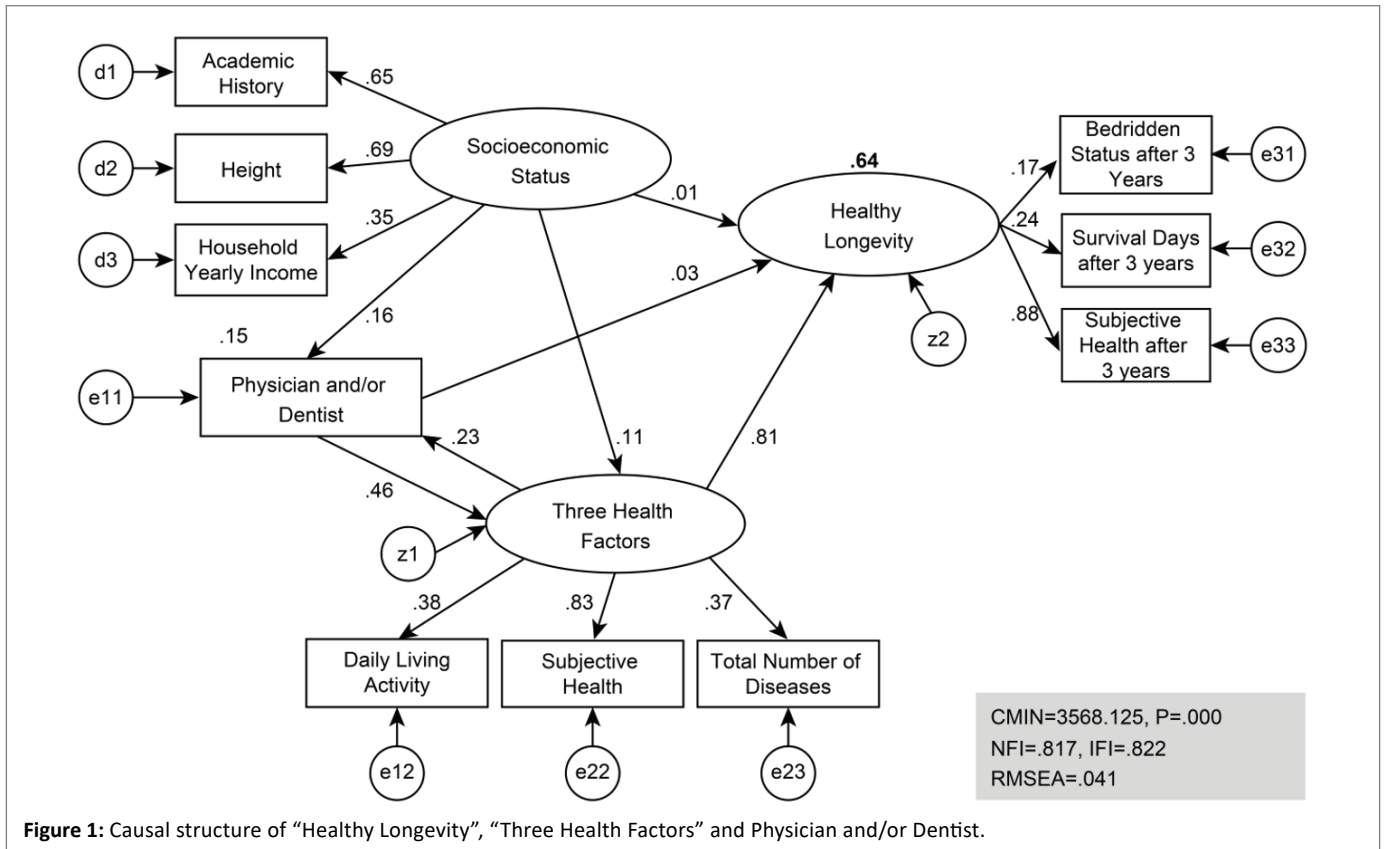 d1
Academic
History
.65
d2
Height
.69
Socioeconomic
Status
d3
Household
Yearly Income
.35
.01
.64
Healthy
Longevity
.17
Bedridden
Status after 3
Years
e31
.24
Survival Days
after 3 years
e32
.88
Subjective
Health after
3 years
e33
z2
.03
.16
.15
e11
Physician and/or
Dentist
.23
.11
.81
.46
z1
Three Health
Factors
.38
.83
.37
Daily Living
Activity
Subjective
Health
Total Number of
Diseases
e12
e22
e23
CMIN=3568.125, P=.000
NFI=.817, IFI=.822
RMSEA=.041
Figure 1: Causal structure of “Healthy Longevity”, “Three Health Factors” and Physician and/or Dentist.